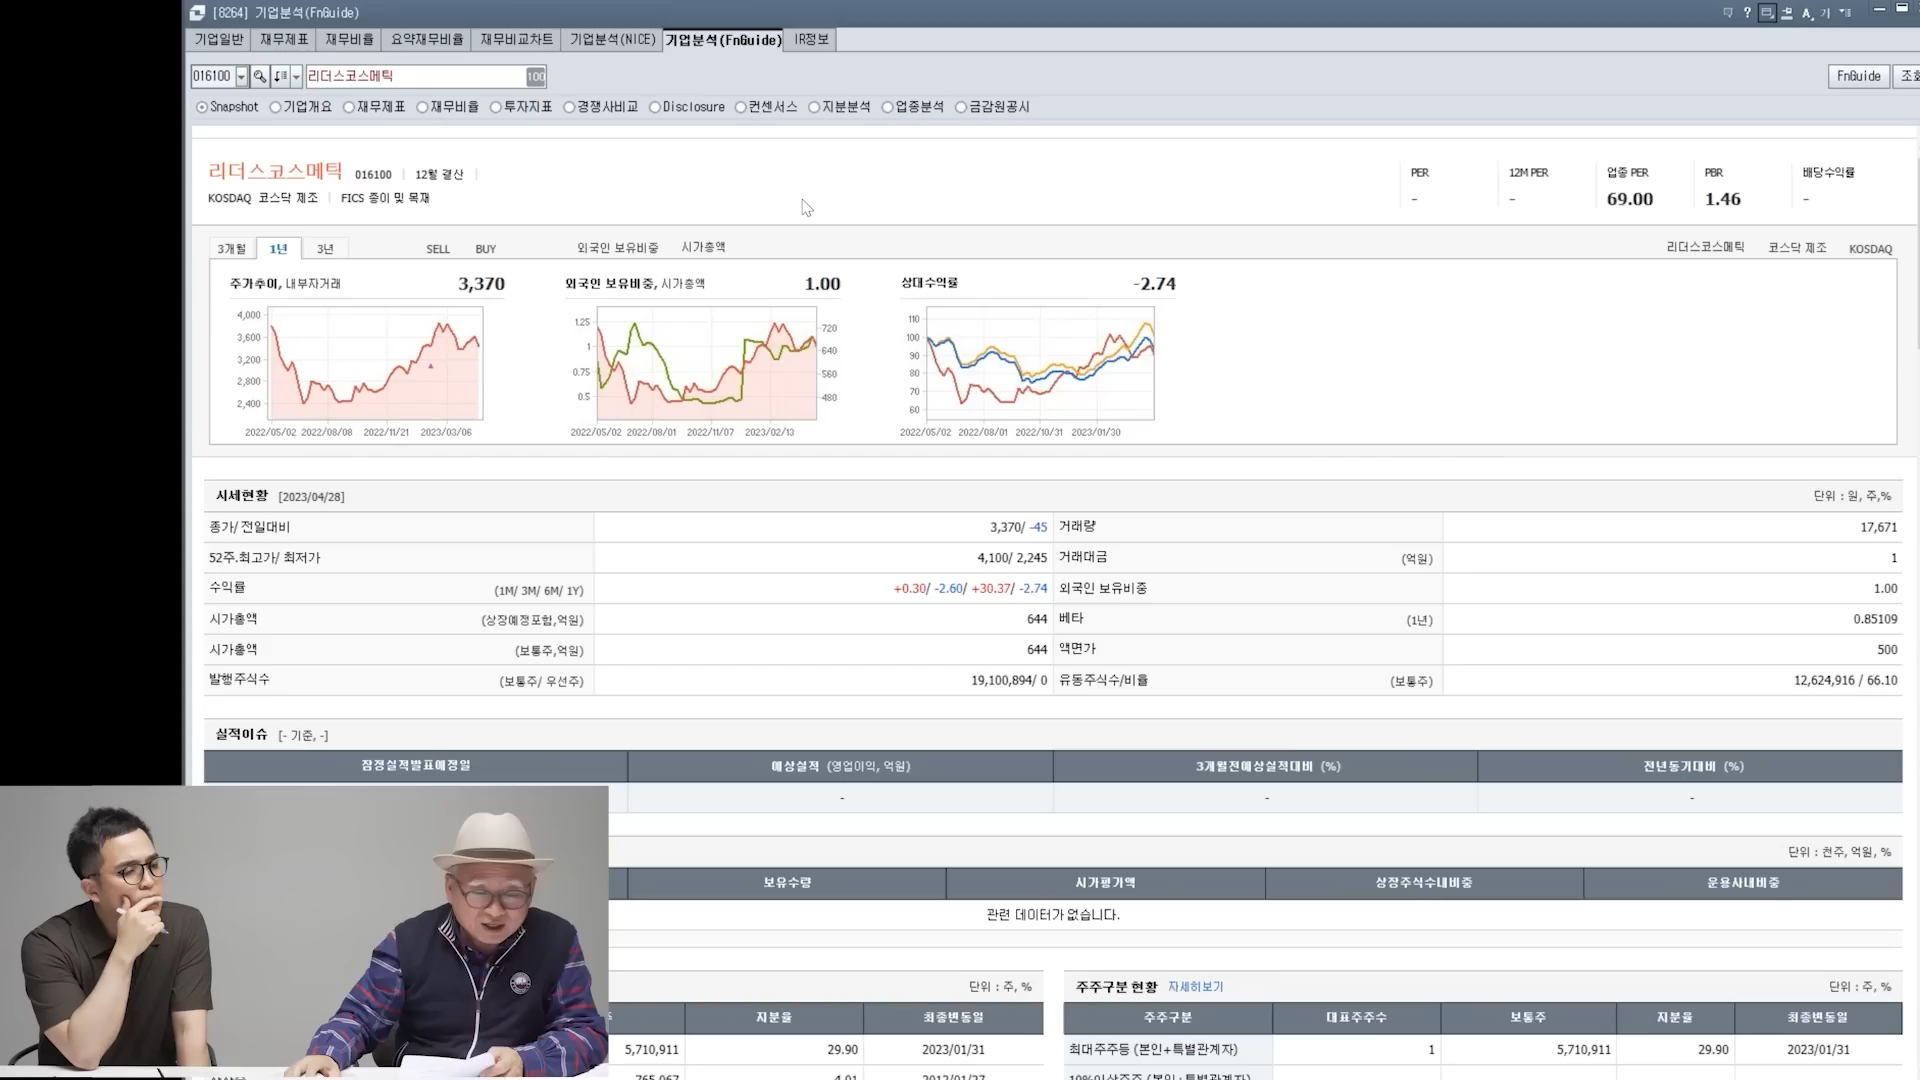 [8264] 기업분석(FnGuide)
기업일반 재무제표 재무비율 요약재무비율 재무비교차트 기업분석(NICE) 기업분석(FnGuide) IR정보
016100 리더스코스메틱 100 FnGuide 조회
Snapshot 기업개요 재무제표 재무비율 투자지표 경쟁사비교 Disclosure 컨센서스 지분분석 업종분석 금감원공시
리더스코스메틱 016100 12월 결산
KOSDAQ 코스닥 제조 FICS 종이 및 목재
PER 12M PER 업종 PER PBR 배당수익률
- - 69.00 1.46 -
3개월 1년 3년 SELL BUY 외국인 보유비중 시가총액 리더스코스메틱 코스닥 제조 KOSDAQ
주가추이, 내부자거래 3,370 외국인 보유비중, 시가총액 1.00 상대수익률 -2.74
4,000
3,600
3,200
2,800
2,400
2022/05/02 2022/08/08 2022/11/21 2023/03/06
1.25
1
0.75
0.5
720
640
560
480
2022/05/02 2022/08/01 2022/11/07 2023/02/13
110
100
90
80
70
60
2022/05/02 2022/08/01 2022/10/31 2023/01/30
시세현황 [2023/04/28] 단위 : 원, 주,%
종가/ 전일대비 3,370/ -45 거래량 17,671
52주.최고가/ 최저가 4,100/ 2,245 거래대금 (억원) 1
수익률 (1M/ 3M/ 6M/ 1Y) +0.30/ -2.60/ +30.37/ -2.74 외국인 보유비중 1.00
시가총액 (상장예정포함,억원) 644 베타 (1년) 0.85109
시가총액 (보통주,억원) 644 액면가 500
발행주식수 (보통주/ 우선주) 19,100,894/ 0 유동주식수/비율 (보통주) 12,624,916 / 66.10
실적이슈 [- 기준, -]
잠정실적발표예정일 예상실적 (영업이익, 억원) 3개월전예상실적대비 (%) 전년동기대비 (%)
- - -
단위 : 천주, 억원, %
보유수량 시가평가액 상장주식수내비중 운용사내비중
관련 데이터가 없습니다.
단위 : 주, % 주주구분 현황 자세히보기 단위 : 주, %
지분율 최종변동일 주주구분 대표주주수 보통주 지분율 최종변동일
5,710,911 29.90 2023/01/31 최대주주등 (본인+특별관계자) 1 5,710,911 29.90 2023/01/31
765,067 4.01 2012/01/27 10%이상주주 (본인+특별관계자)